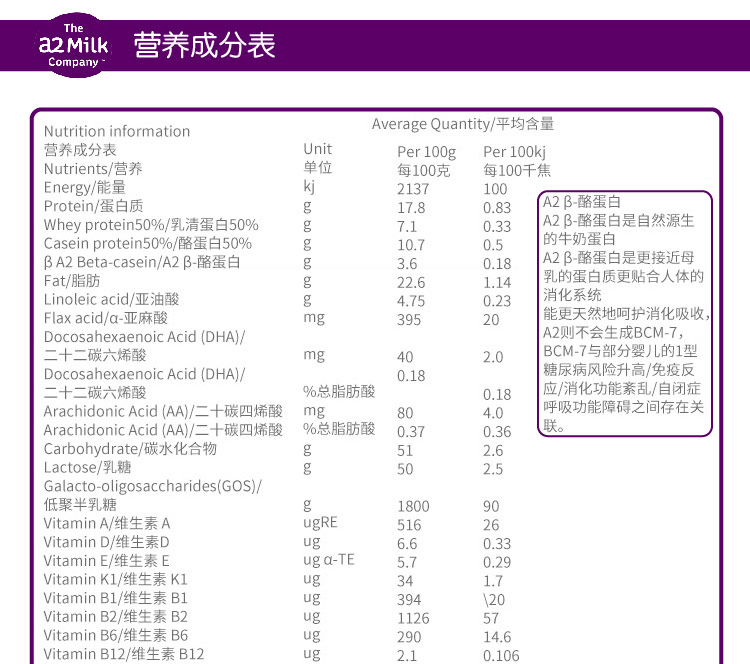 The
a2 Milk
Company™
营养成分表
Average Quantity/平均含量
Nutrition information
营养成分表 Unit Per 100g Per 100kj
Nutrients/营养 单位 每100克 每100千焦
Energy/能量 kj 2137 100
Protein/蛋白质 g 17.8 0.83
Whey protein50%/乳清蛋白50% g 7.1 0.33
Casein protein50%/酪蛋白50% g 10.7 0.5
β A2 Beta-casein/A2 β-酪蛋白 g 3.6 0.18
Fat/脂肪 g 22.6 1.14
Linoleic acid/亚油酸 g 4.75 0.23
Flax acid/α-亚麻酸 mg 395 20
Docosahexaenoic Acid (DHA)/
二十二碳六烯酸 mg 40 2.0
Docosahexaenoic Acid (DHA)/ 0.18
二十二碳六烯酸 %总脂肪酸 0.18
Arachidonic Acid (AA)/二十碳四烯酸 mg 80 4.0
Arachidonic Acid (AA)/二十碳四烯酸 %总脂肪酸 0.37 0.36
Carbohydrate/碳水化合物 g 51 2.6
Lactose/乳糖 g 50 2.5
Galacto-oligosaccharides(GOS)/
低聚半乳糖 g 1800 90
Vitamin A/维生素 A ugRE 516 26
Vitamin D/维生素D ug 6.6 0.33
Vitamin E/维生素 E ug α-TE 5.7 0.29
Vitamin K1/维生素 K1 ug 34 1.7
Vitamin B1/维生素 B1 ug 394 \20
Vitamin B2/维生素 B2 ug 1126 57
Vitamin B6/维生素 B6 ug 290 14.6
Vitamin B12/维生素 B12 ug 2.1 0.106
A2 β-酪蛋白
A2 β-酪蛋白是自然源生
的牛奶蛋白
A2 β-酪蛋白是更接近母
乳的蛋白质更贴合人体的
消化系统
能更天然地呵护消化吸收，
A2则不会生成BCM-7，
BCM-7与部分婴儿的1型
糖尿病风险升高/免疫反
应/消化功能紊乱/自闭症
呼吸功能障碍之间存在关
联。